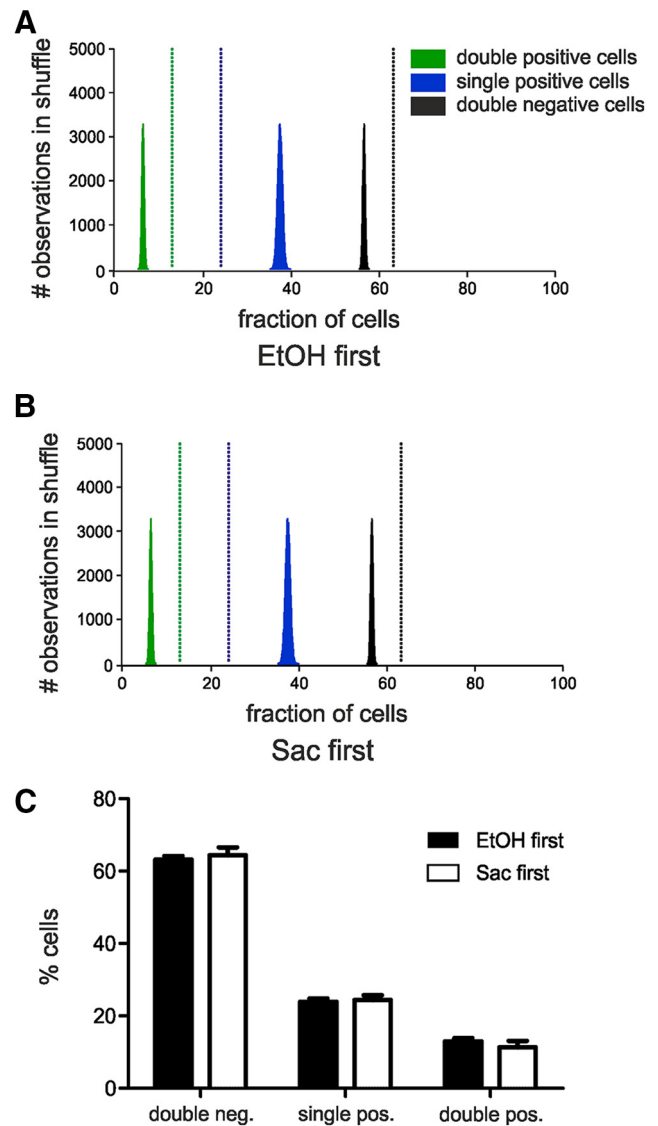 A
# observations in shuffle
5000
4000
3000
2000
1000
0
0 20 40 60 80 100
fraction of cells
EtOH first
double positive cells
single positive cells
double negative cells
B
# observations in shuffle
5000
4000
3000
2000
1000
0
0 20 40 60 80 100
fraction of cells
Sac first
C
% cells
80
60
40
20
0
EtOH first
Sac first
double neg. single pos. double pos.